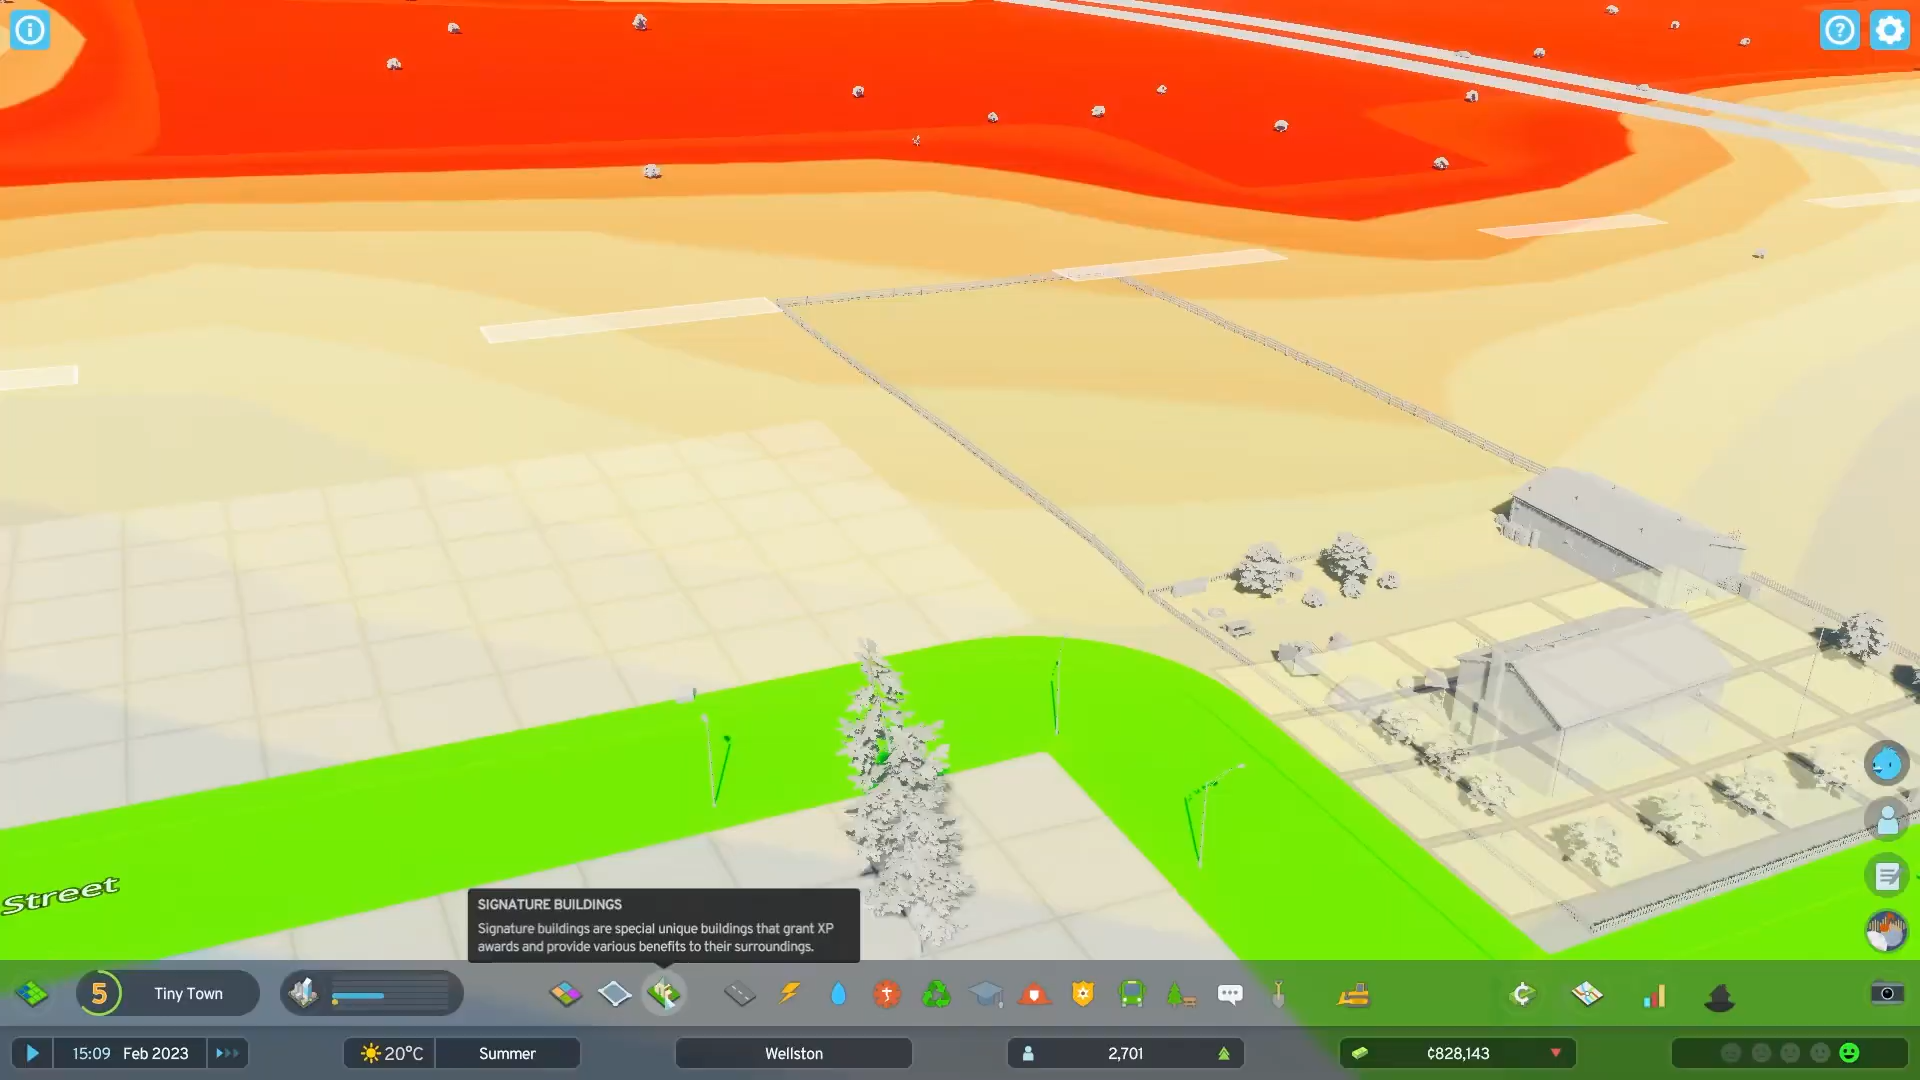 Street
SIGNATURE BUILDINGS
Signature buildings are special unique buildings that grant XP
awards and provide various benefits to their surroundings.
5
Tiny Town
15:09 Feb 2023
20°C
Summer
Wellston
2,701
¢828,143